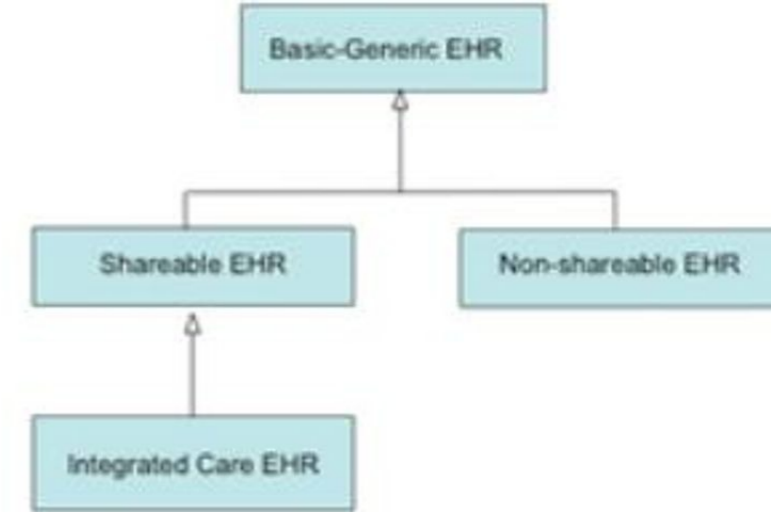 Basic-Generic EHR
Shareable EHR
Non-shareable EHR
Integrated Care EHR